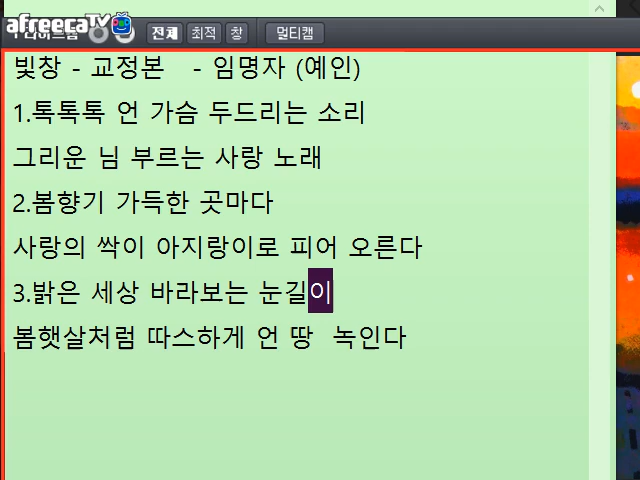 afreecaTV
전체 최적 창 멀티캠
빛창 - 교정본 - 임명자 (예인)
1.톡톡톡 언 가슴 두드리는 소리
그리운 님 부르는 사랑 노래
2.봄향기 가득한 곳마다
사랑의 싹이 아지랑이로 피어 오른다
3.밝은 세상 바라보는 눈길이
봄햇살처럼 따스하게 언 땅 녹인다